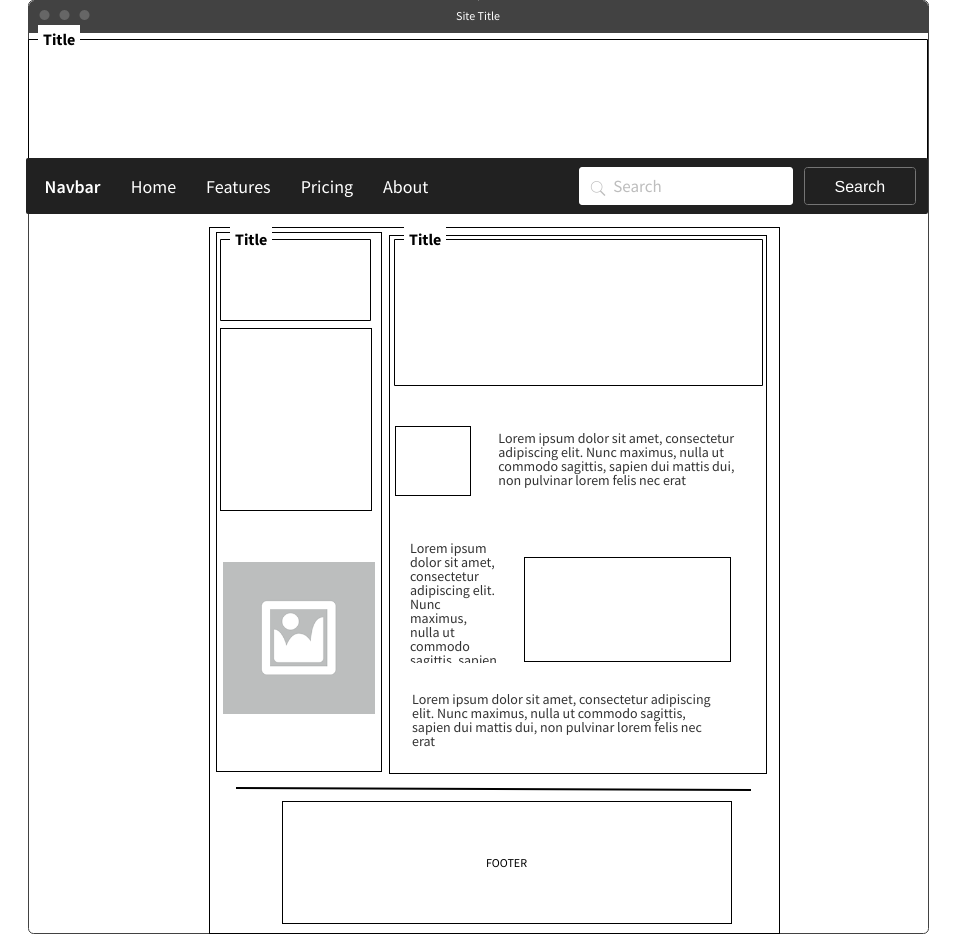 Site Title
Title
Navbar Home Features Pricing About Search Search
Title
Title
Lorem ipsum dolor sit amet, consectetur
adipiscing elit. Nunc maximus, nulla ut
commodo sagittis, sapien dui mattis dui,
non pulvinar lorem felis nec erat
Lorem ipsum
dolor sit amet,
consectetur
adipiscing elit.
Nunc
maximus,
nulla ut
commodo
sagittis, sapien
Lorem ipsum dolor sit amet, consectetur adipiscing
elit. Nunc maximus, nulla ut commodo sagittis,
sapien dui mattis dui, non pulvinar lorem felis nec
erat
FOOTER